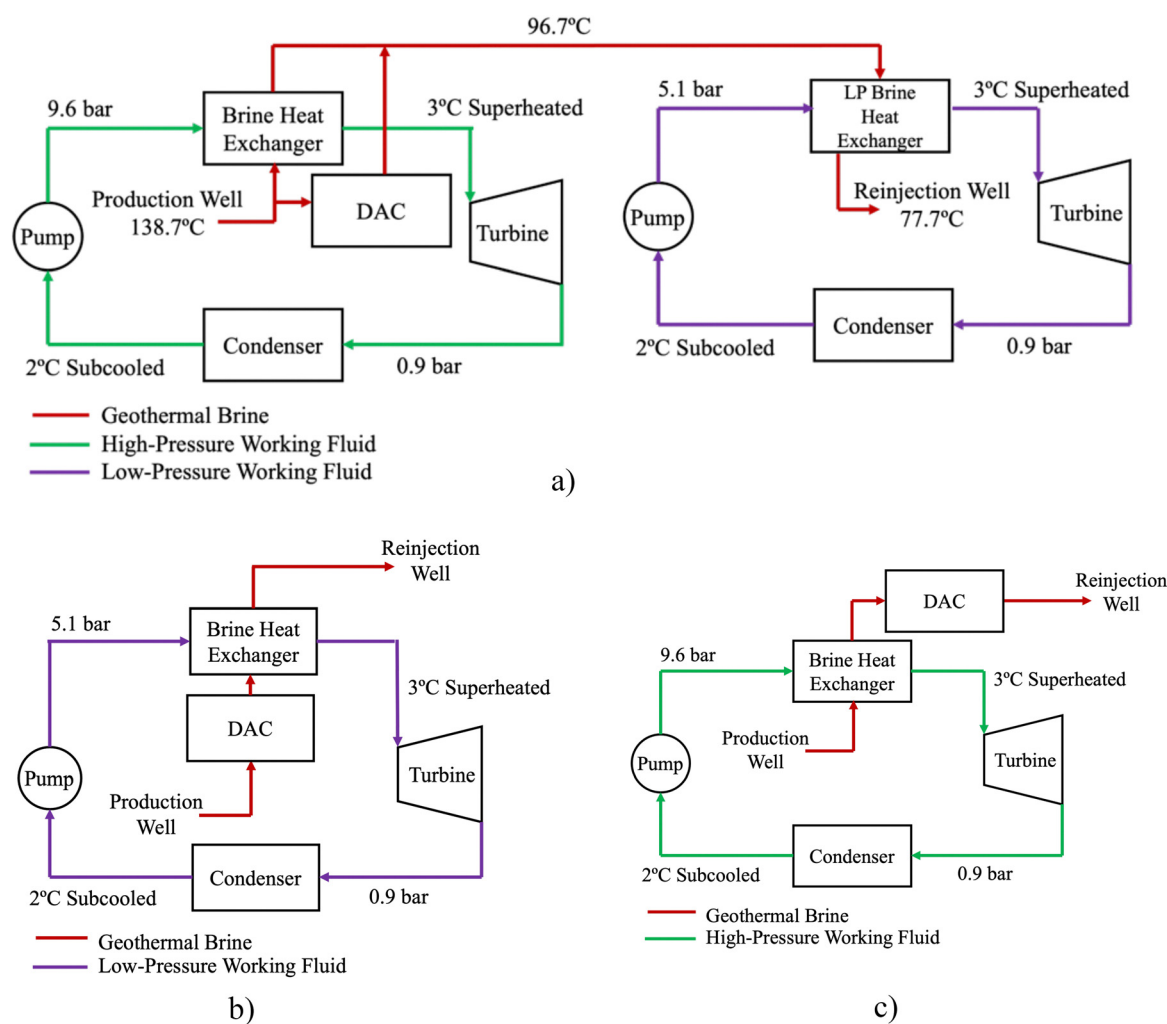 96.7ºC
9.6 bar
Brine Heat
Exchanger
3ºC Superheated
Production Well
138.7ºC
DAC
Pump
Turbine
Condenser
2ºC Subcooled
0.9 bar
5.1 bar
LP Brine
Heat
Exchanger
3ºC Superheated
Reinjection Well
77.7ºC
Pump
Turbine
Condenser
2ºC Subcooled
0.9 bar
Geothermal Brine
High-Pressure Working Fluid
Low-Pressure Working Fluid
a)
Reinjection
Well
5.1 bar
Brine Heat
Exchanger
3ºC Superheated
DAC
Pump
Turbine
Production
Well
Condenser
2ºC Subcooled
0.9 bar
Geothermal Brine
Low-Pressure Working Fluid
b)
DAC
Reinjection
Well
9.6 bar
Brine Heat
Exchanger
3ºC Superheated
Production
Well
Pump
Turbine
Condenser
2ºC Subcooled
0.9 bar
Geothermal Brine
High-Pressure Working Fluid
c)